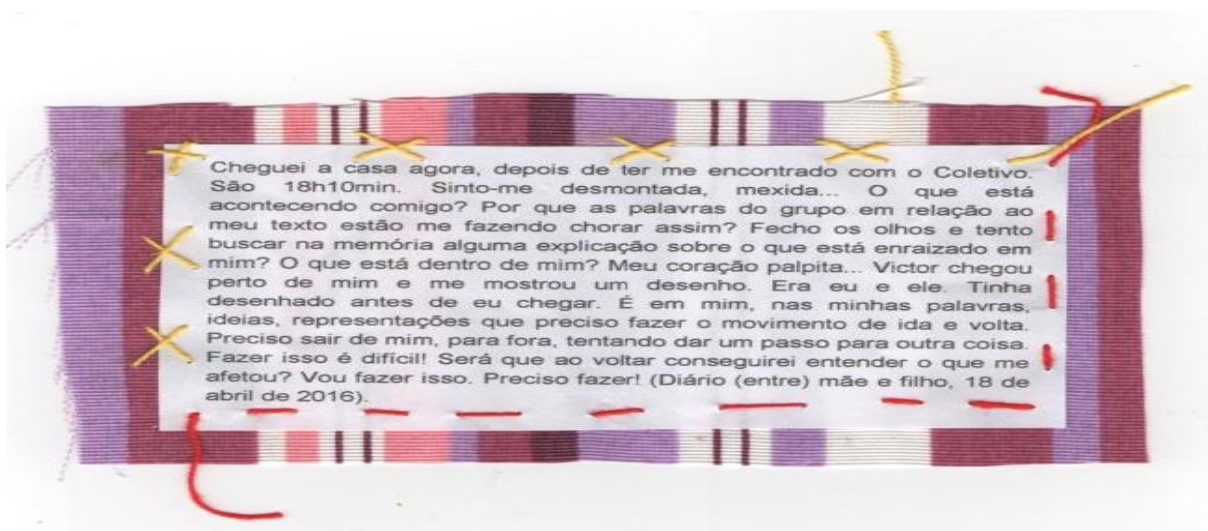 Cheguei a casa agora, depois de ter me encontrado com o Coletivo.
São 18h10min. Sinto-me desmontada, mexida... O que está
acontecendo comigo? Por que as palavras do grupo em relação ao
meu texto estão me fazendo chorar assim? Fecho os olhos e tento
buscar na memória alguma explicação sobre o que está enraizado em
mim? O que está dentro de mim? Meu coração palpita... Victor chegou
perto de mim e me mostrou um desenho. Era eu e ele. Tinha
desenhado antes de eu chegar. É em mim, nas minhas palavras,
ideias, representações que preciso fazer o movimento de ida e volta.
Preciso sair de mim, para fora, tentando dar um passo para outra coisa.
Fazer isso é difícil! Será que ao voltar conseguirei entender o que me
afetou? Vou fazer isso. Preciso fazer! (Diário (entre) mãe e filho, 18 de
abril de 2016).